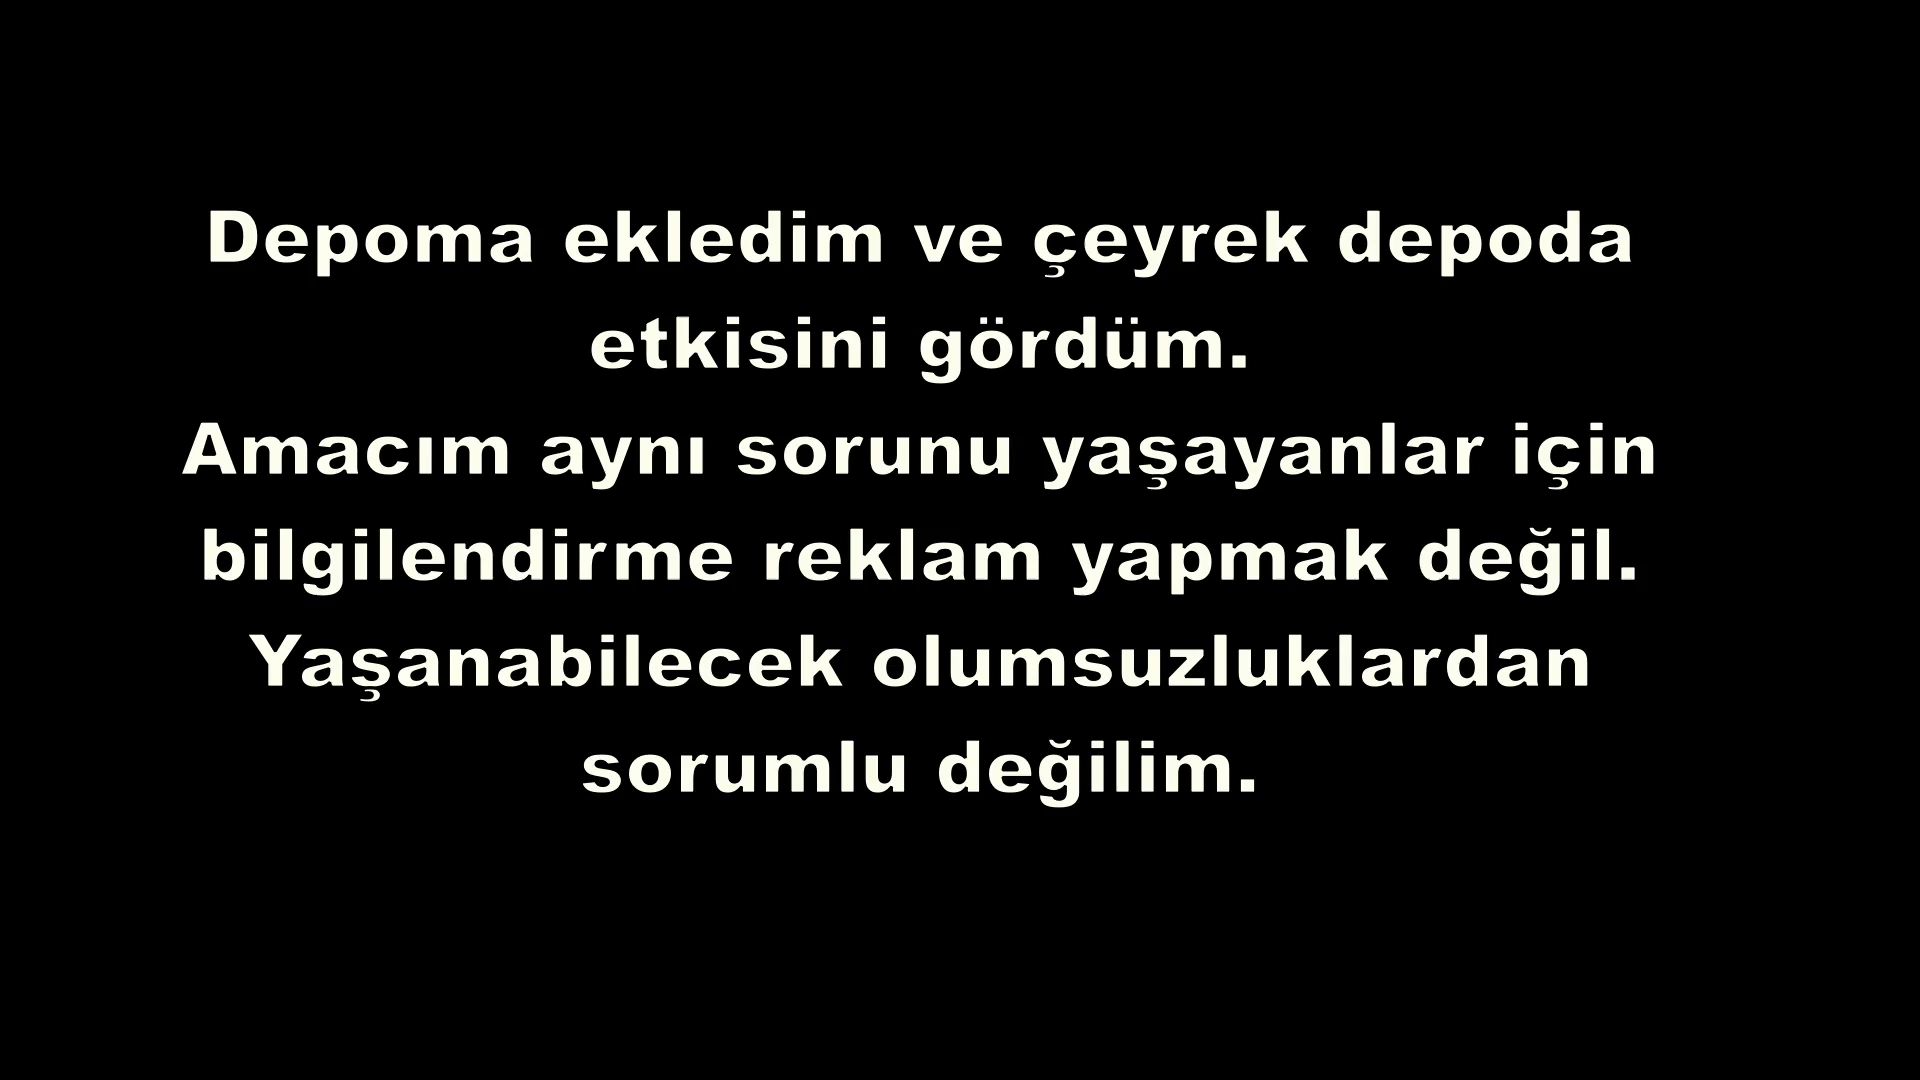 Depoma ekledim ve çeyrek depoda
etkisini gördüm.
Amacım aynı sorunu yaşayanlar için
bilgilendirme reklam yapmak değil.
Yaşanabilecek olumsuzluklardan
sorumlu değilim.